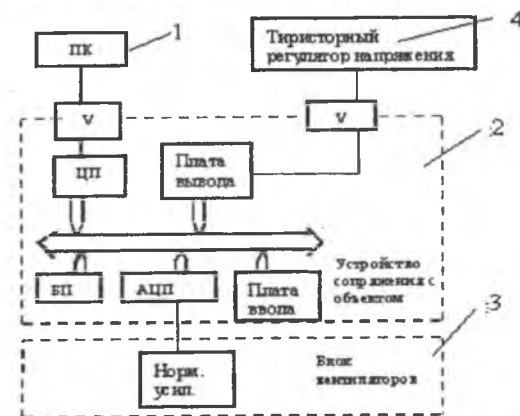 1
ПК
Тиристорный
регулятор напряжения
4
V
V
2
ЦП
Плата
вывода
БП
АЦП
Плата
ввода
Устройство
сопряжения с
объектом
3
Норм.
усил.
Блок
вентиляторов